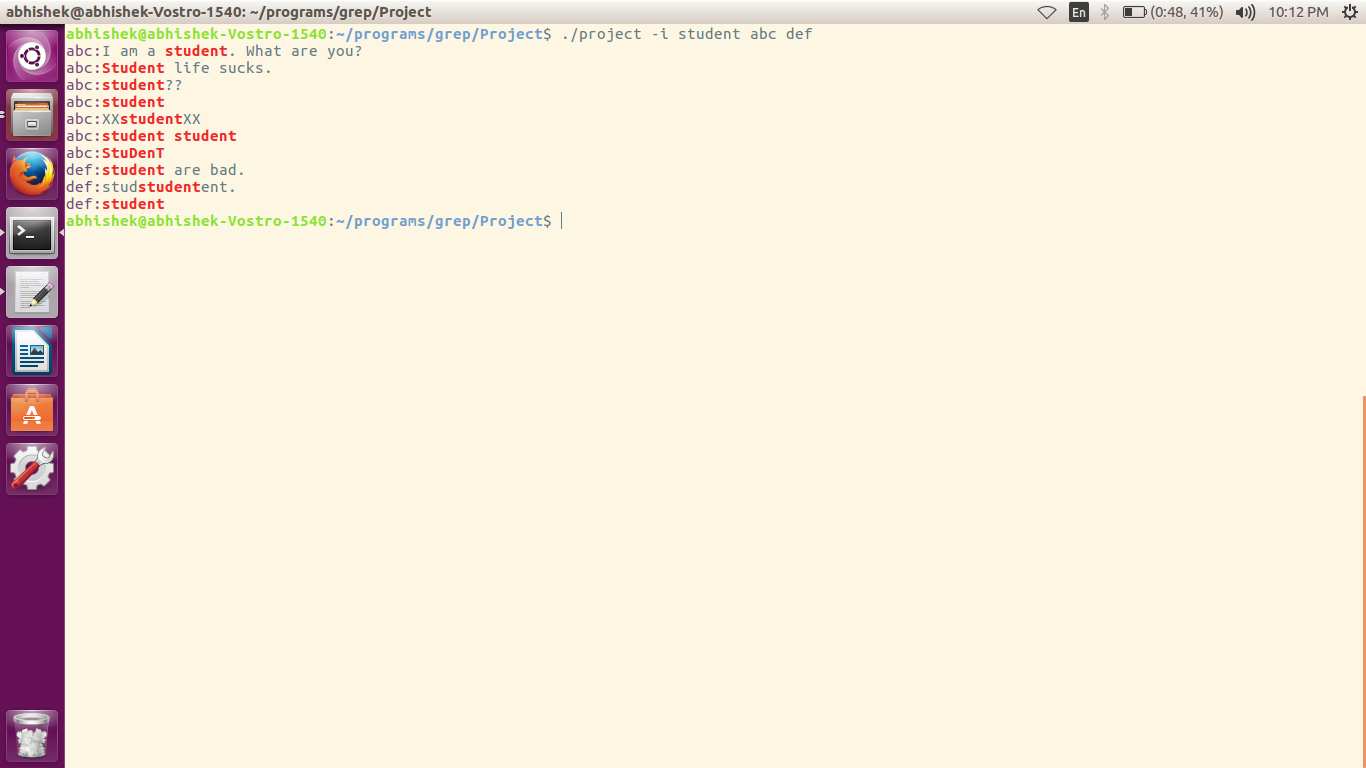 abhishek@abhishek-Vostro-1540: ~/programs/grep/Project En (0:48, 41%) 10:12 PM
abhishek@abhishek-Vostro-1540:~/programs/grep/Project$ ./project -i student abc def
abc:I am a student. What are you?
abc:Student life sucks.
abc:student??
abc:student
abc:XXstudentXX
abc:student student
abc:StuDenT
def:student are bad.
def:studstudentent.
def:student
abhishek@abhishek-Vostro-1540:~/programs/grep/Project$